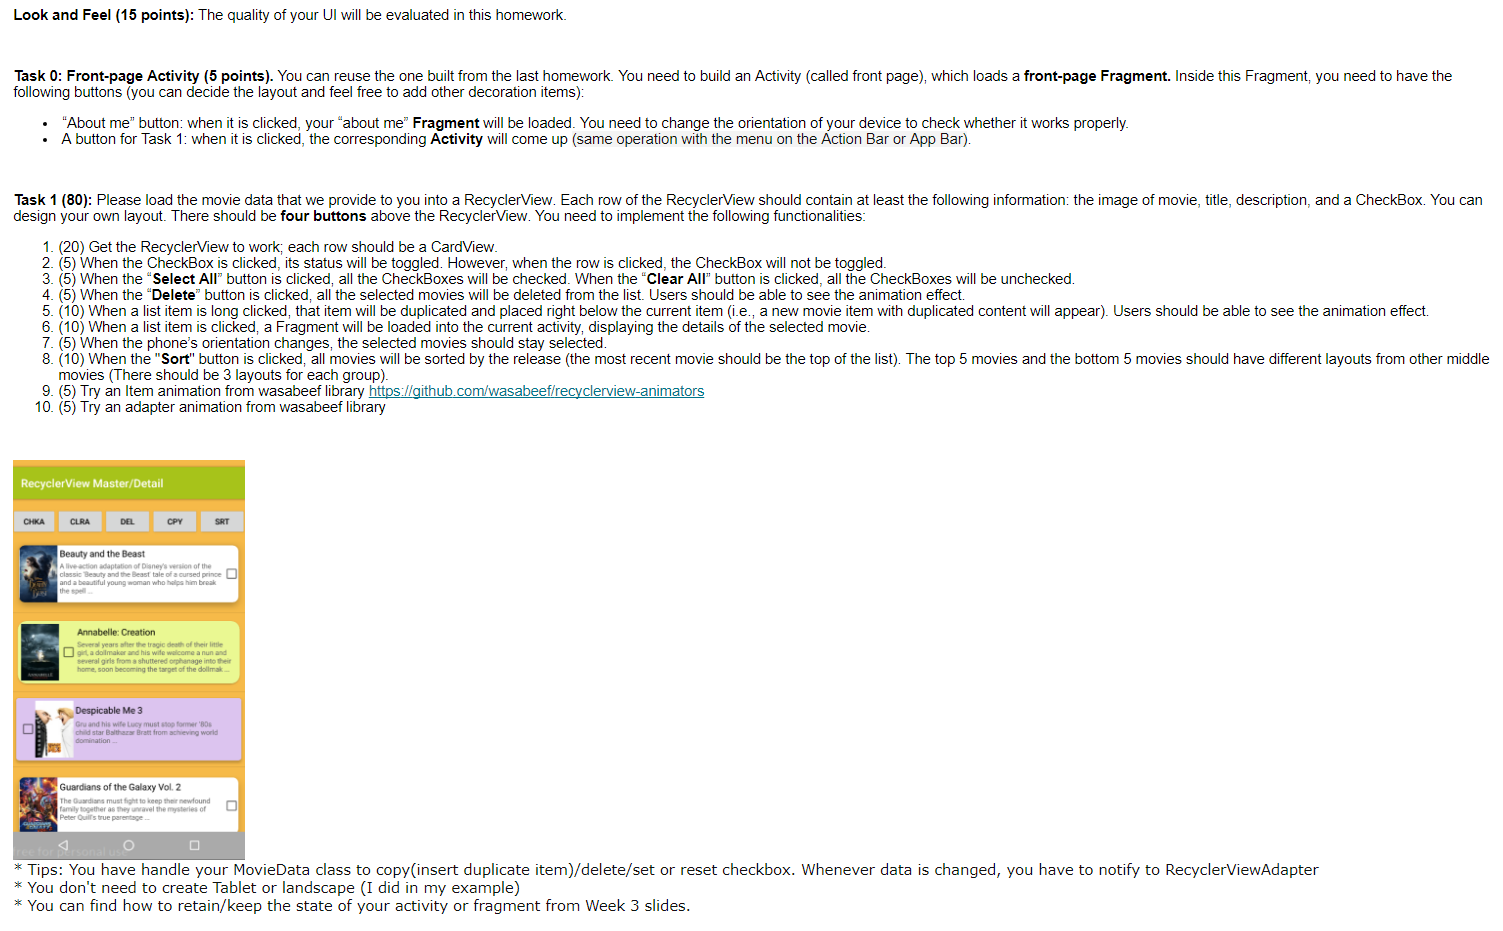 Look and Feel (15 points): The quality of your UI will be evaluated in this homework.
Task 0: Front-page Activity (5 points). You can reuse the one built from the last homework. You need to build an Activity (called front page), which loads a front-page Fragment. Inside this Fragment, you need to have the
following buttons (you can decide the layout and feel free to add other decoration items):
• “About me” button: when it is clicked, your “about me” Fragment will be loaded. You need to change the orientation of your device to check whether it works properly.
• A button for Task 1: when it is clicked, the corresponding Activity will come up (same operation with the menu on the Action Bar or App Bar).
Task 1 (80): Please load the movie data that we provide to you into a RecyclerView. Each row of the RecyclerView should contain at least the following information: the image of movie, title, description, and a CheckBox. You can
design your own layout. There should be four buttons above the RecyclerView. You need to implement the following functionalities:
1. (20) Get the RecyclerView to work; each row should be a CardView.
2. (5) When the CheckBox is clicked, its status will be toggled. However, when the row is clicked, the CheckBox will not be toggled.
3. (5) When the “Select All” button is clicked, all the CheckBoxes will be checked. When the “Clear All” button is clicked, all the CheckBoxes will be unchecked.
4. (5) When the “Delete” button is clicked, all the selected movies will be deleted from the list. Users should be able to see the animation effect.
5. (10) When a list item is long clicked, that item will be duplicated and placed right below the current item (i.e., a new movie item with duplicated content will appear). Users should be able to see the animation effect.
6. (10) When a list item is clicked, a Fragment will be loaded into the current activity, displaying the details of the selected movie.
7. (5) When the phone's orientation changes, the selected movies should stay selected.
8. (10) When the "Sort" button is clicked, all movies will be sorted by the release (the most recent movie should be the top of the list). The top 5 movies and the bottom 5 movies should have different layouts from other middle
movies (There should be 3 layouts for each group).
9. (5) Try an Item animation from wasabeef library https://github.com/wasabeef/recyclerview-animators
10. (5) Try an adapter animation from wasabeef library
RecyclerView Master/Detail
CHKA CLRA DEL CPY SRT
Beauty and the Beast
A live-action adaptation of Disney's version of the
classic 'Beauty and the Beast' tale of a cursed prince
and a beautiful young woman who helps him break
the spell ...
Annabelle: Creation
Several years after the tragic death of their little
girl, a dollmaker and his wife welcome a nun and
several girls from a shuttered orphanage into their
home, soon becoming the target of the dollmak ...
Despicable Me 3
Gru and his wife Lucy must stop former '80s
child star Balthazar Bratt from achieving world
domination ...
Guardians of the Galaxy Vol. 2
The Guardians must fight to keep their newfound
family together as they unravel the mysteries of
Peter Quill's true parentage ...
free for personal use
* Tips: You have handle your MovieData class to copy(insert duplicate item)/delete/set or reset checkbox. Whenever data is changed, you have to notify to RecyclerViewAdapter
* You don't need to create Tablet or landscape (I did in my example)
* You can find how to retain/keep the state of your activity or fragment from Week 3 slides.